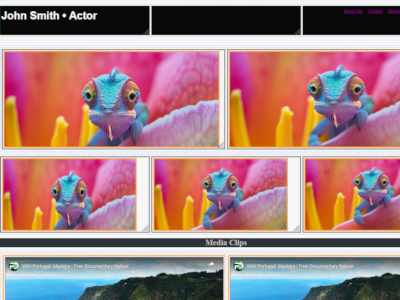 John Smith • Actor
About Me Contact
Media Clips
Wild Portugal: Madeira | Free Documentary Nature
Wild Portugal: Madeira | Free Documentary Nature